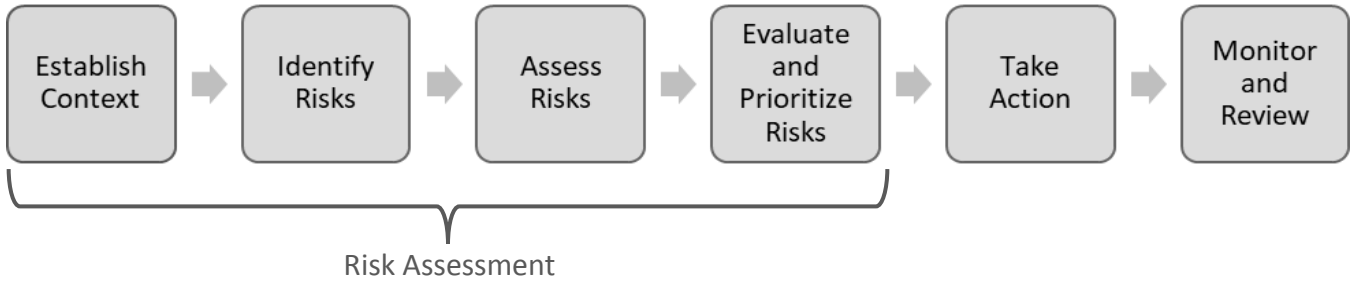 Establish
Context
Identify
Risks
Assess
Risks
Evaluate
and
Prioritize
Risks
Take
Action
Monitor
and
Review
Risk Assessment